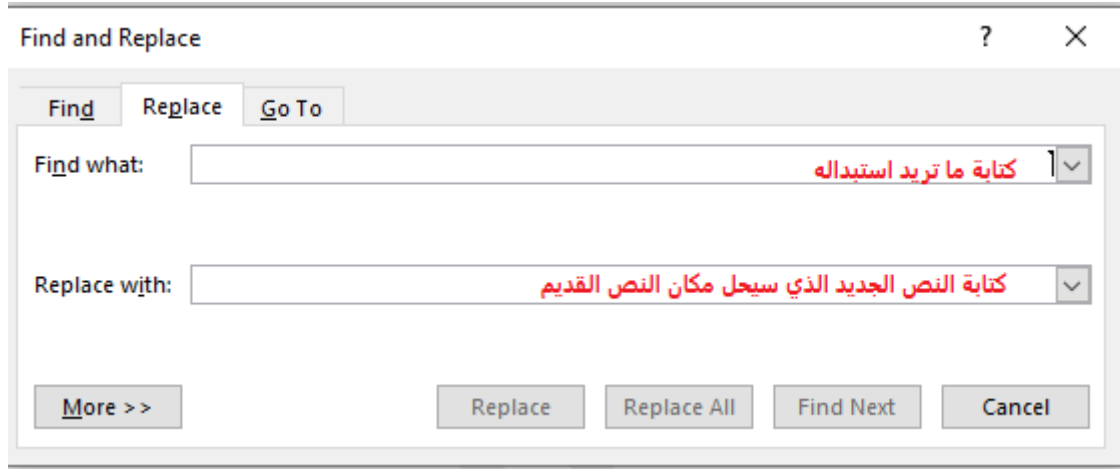 Find and Replace ? ×
Find Replace Go To
Find what: كتابة ما تريد استبداله
Replace with: كتابة النص الجديد الذي سيحل مكان النص القديم
More >> Replace Replace All Find Next Cancel